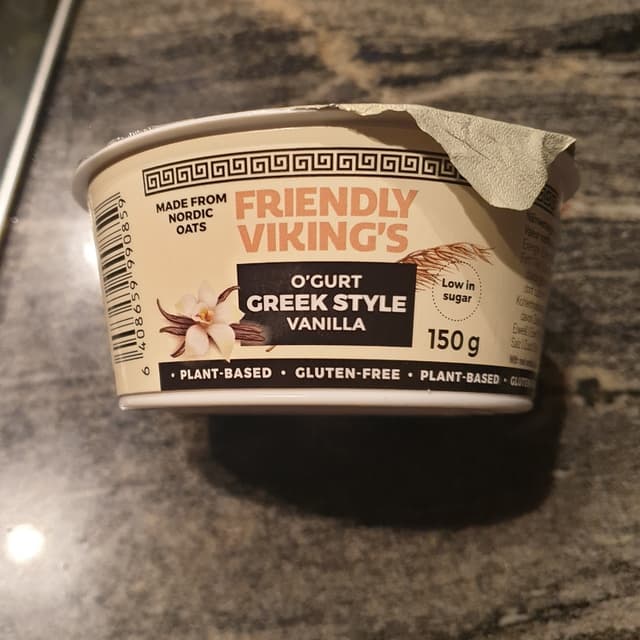 MADE FROM
NORDIC
OATS
FRIENDLY
VIKING'S
O'GURT
GREEK STYLE
VANILLA
Low in
sugar
150 g
• PLANT-BASED • GLUTEN-FREE • PLANT-BASED •
6 408659 990859